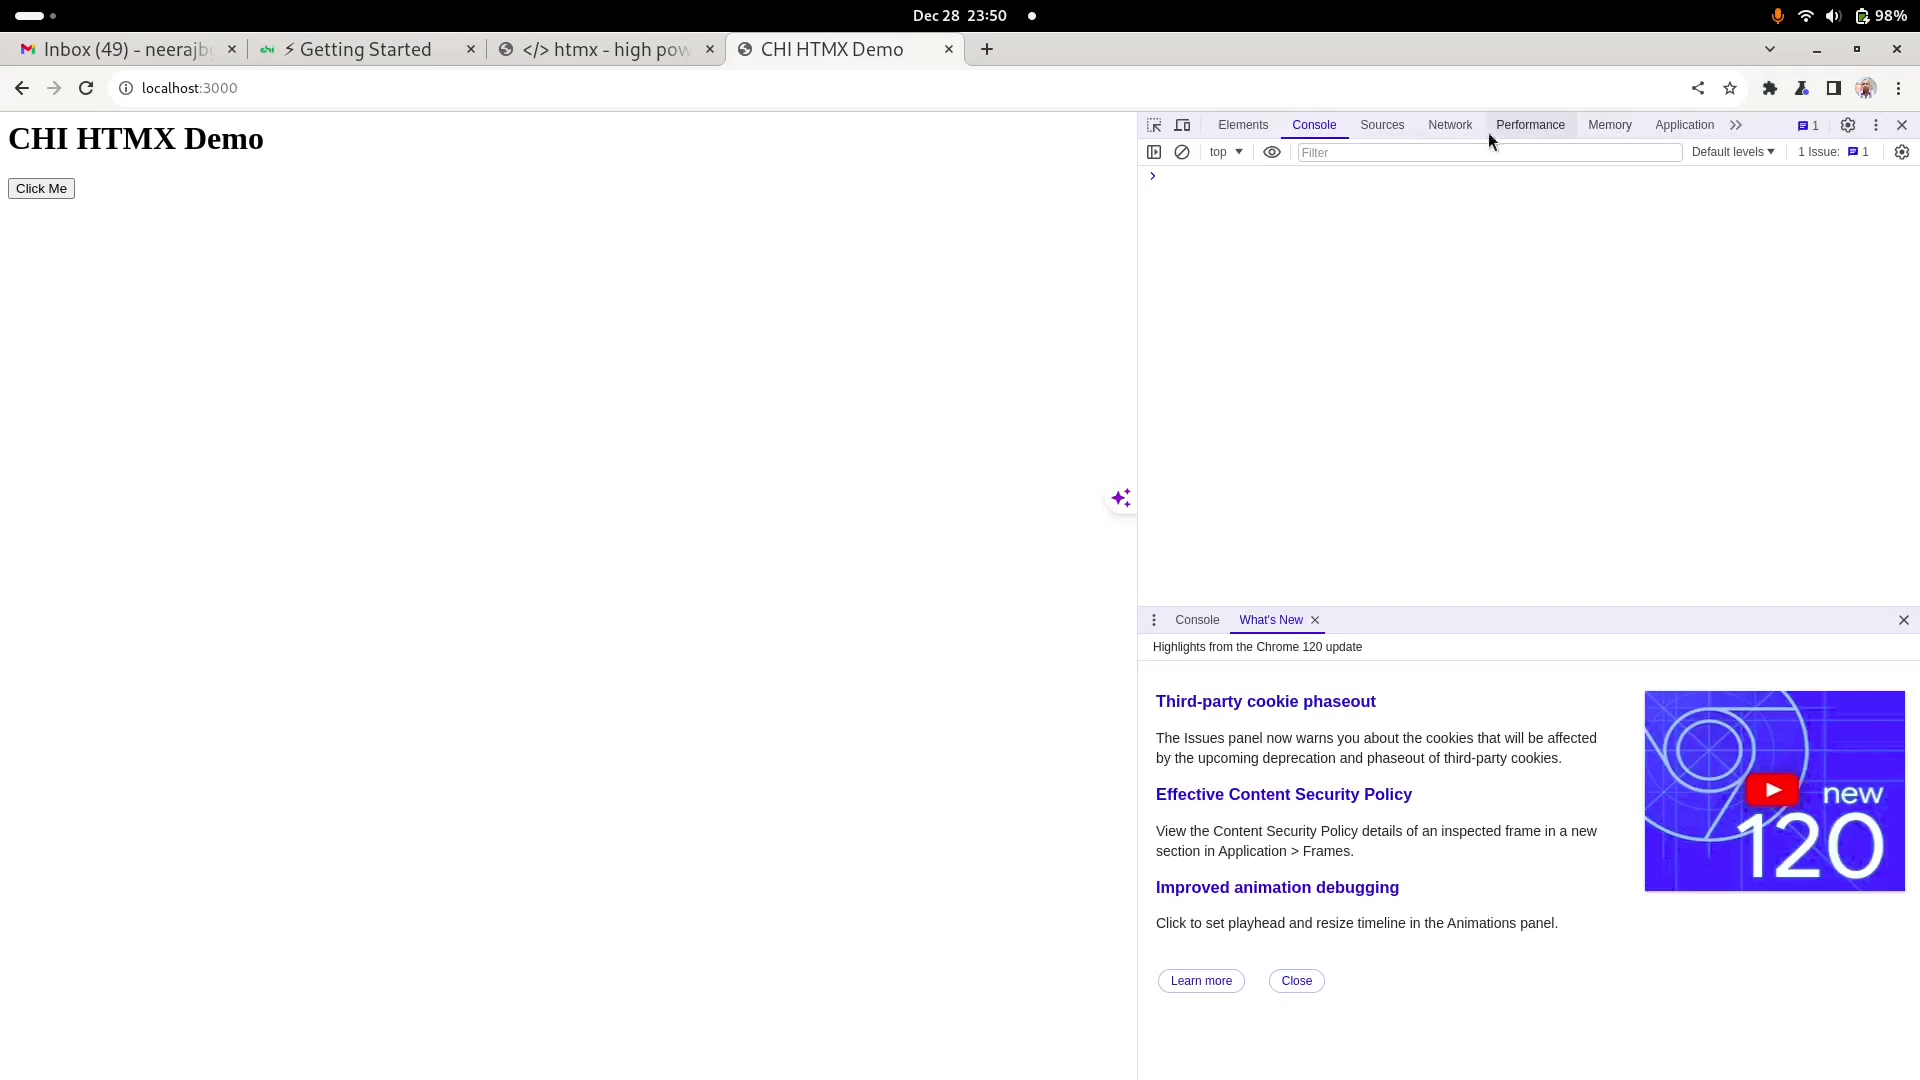 Dec 28 23:50
98%
Inbox (49) - neerajb
chi ⚡ Getting Started
</> htmx - high pow
CHI HTMX Demo
localhost:3000
CHI HTMX Demo
Click Me
Elements Console Sources Network Performance Memory Application 1
top Filter Default levels 1 Issue: 1
Console What's New
Highlights from the Chrome 120 update
Third-party cookie phaseout
The Issues panel now warns you about the cookies that will be affected
by the upcoming deprecation and phaseout of third-party cookies.
Effective Content Security Policy
View the Content Security Policy details of an inspected frame in a new
section in Application > Frames.
Improved animation debugging
Click to set playhead and resize timeline in the Animations panel.
new
120
Learn more Close